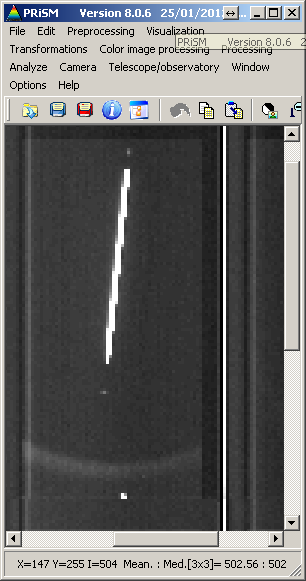 PRiSM Version 8.0.6 25/01/201
File Edit Preprocessing Visualization
PRiSM Version 8.0.6 2
Transformations Color image processing Processing
Analyze Camera Telescope/observatory Window
Options Help
X=147 Y=255 I=504 Mean. : Med.[3x3]= 502.56 : 502